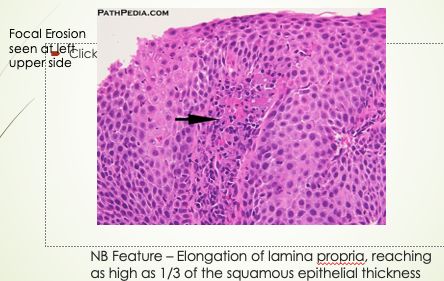 PATHPEDIA.COM
Focal Erosion
seen at left
Click
upper side
NB Feature – Elongation of lamina propria, reaching
as high as 1/3 of the squamous epithelial thickness